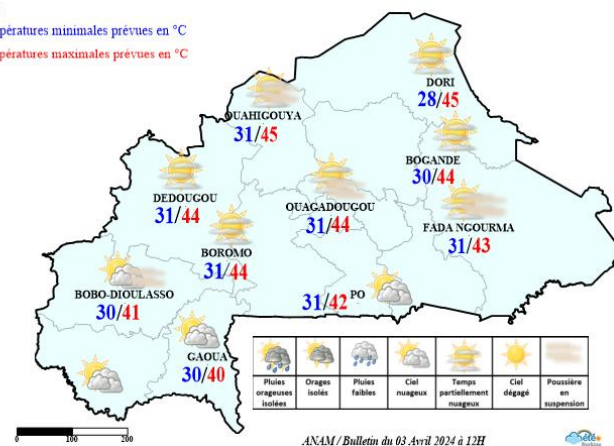 pératures minimales prévues en °C
pératures maximales prévues en °C
DORI
28/45
OUAHIGOUYA
31/45
BOGANDE
30/44
DEDOUGOU
31/44
OUAGADOUGOU
31/44
FADA NGOURMA
31/43
BOROMO
31/44
BOBO-DIOULASSO
30/41
31/42 PO
GAOUA
30/40
Pluies orageuses isolées
Orages isolés
Pluies faibles
Ciel nuageux
Temps partiellement nuageux
Ciel dégagé
Poussière en suspension
0 100 200
ANAM / Bulletin du 03 Avril 2024 à 12H